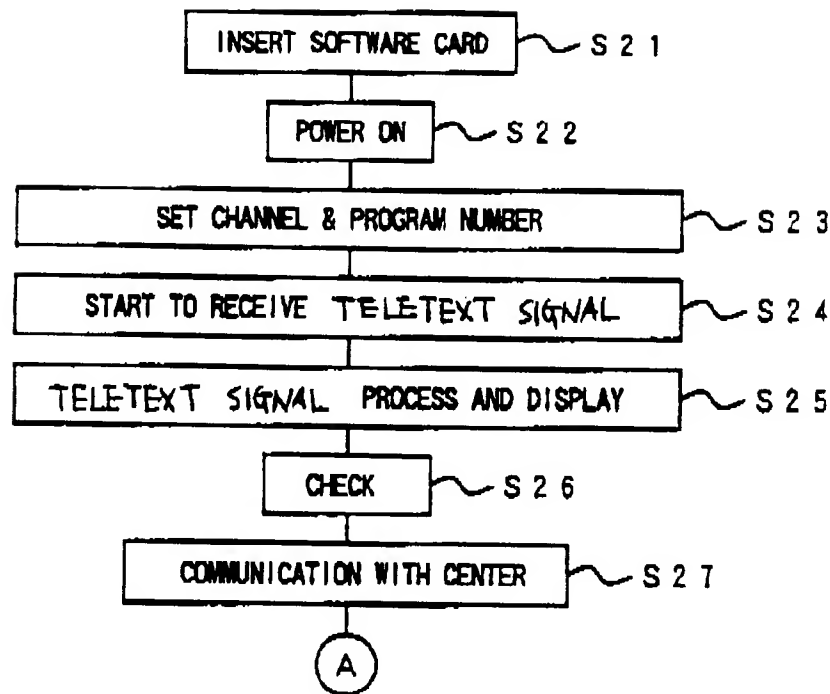 INSERT SOFTWARE CARD S21
POWER ON S22
SET CHANNEL & PROGRAM NUMBER S23
START TO RECEIVE TELETEXT SIGNAL S24
TELETEXT SIGNAL PROCESS AND DISPLAY S25
CHECK S26
COMMUNICATION WITH CENTER S27
A